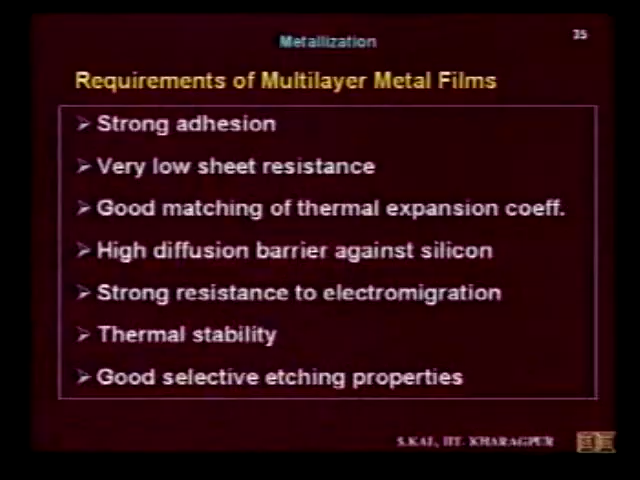 Metallization
35
Requirements of Multilayer Metal Films
➢ Strong adhesion
➢ Very low sheet resistance
➢ Good matching of thermal expansion coeff.
➢ High diffusion barrier against silicon
➢ Strong resistance to electromigration
➢ Thermal stability
➢ Good selective etching properties
S.KAL, IIT- KHARAGPUR